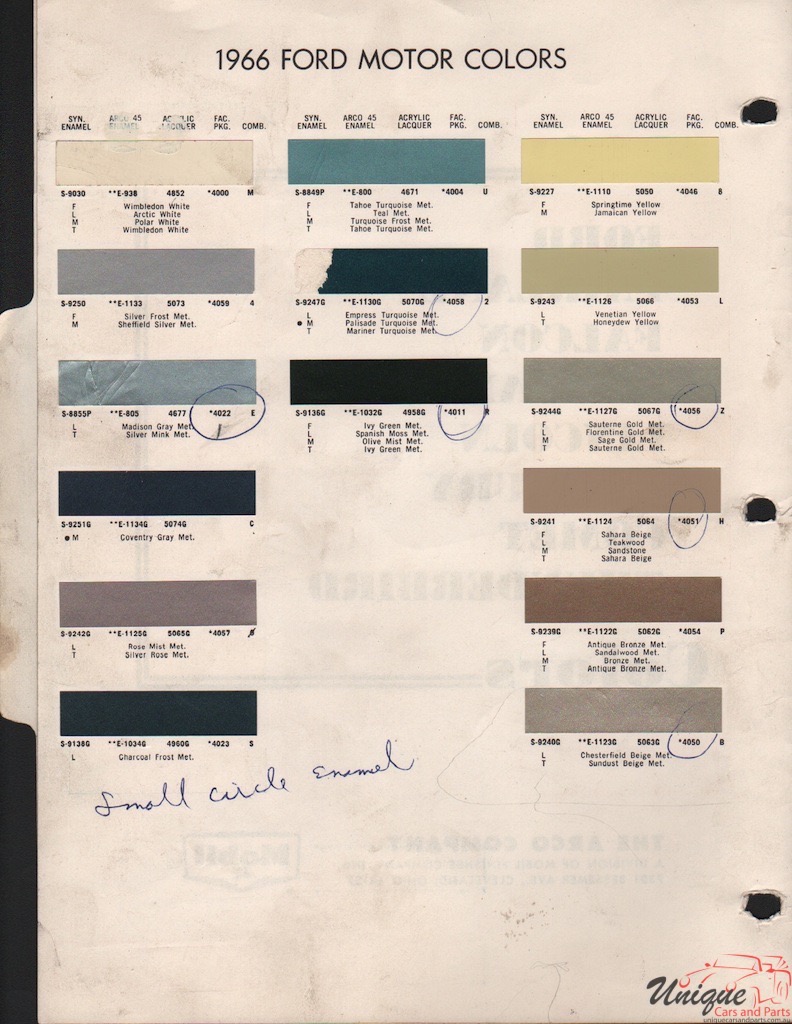 1966 FORD MOTOR COLORS
SYN. ENAMEL ARCO 45 ENAMEL ACRYLIC LACQUER FAC. PKG. COMB.
S-9030 **E-938 4852 *4000 M
F Wimbledon White
L Arctic White
M Polar White
T Wimbledon White
S-9250 **E-1133 5073 *4059 4
F Silver Frost Met.
M Sheffield Silver Met.
S-8855P **E-805 4677 *4022 E
L Madison Gray Met.
T Silver Mink Met.
S-9251G **E-1134G 5074G C
● M Coventry Gray Met.
S-9242G **E-1125G 5065G *4057 Ø
L Rose Mist Met.
T Silver Rose Met.
S-9138G **E-1034G 4960G *4023 S
L Charcoal Frost Met.
Small circle enamel
SYN. ENAMEL ARCO 45 ENAMEL ACRYLIC LACQUER FAC. PKG. COMB.
S-8849P **E-800 4671 *4004 U
F Tahoe Turquoise Met.
L Teal Met.
M Turquoise Frost Met.
T Tahoe Turquoise Met.
S-9247G **E-1130G 5070G *4058 2
L Empress Turquoise Met.
● M Palisade Turquoise Met.
T Mariner Turquoise Met.
S-9136G **E-1032G 4958G *4011 R
F Ivy Green Met.
L Spanish Moss Met.
M Olive Mist Met.
T Ivy Green Met.
SYN. ENAMEL ARCO 45 ENAMEL ACRYLIC LACQUER FAC. PKG. COMB.
S-9227 **E-1110 5050 *4046 8
F Springtime Yellow
M Jamaican Yellow
S-9243 **E-1126 5066 *4053 L
L Venetian Yellow
T Honeydew Yellow
S-9244G **E-1127G 5067G *4056 Z
F Sauterne Gold Met.
L Florentine Gold Met.
M Sage Gold Met.
T Sauterne Gold Met.
S-9241 **E-1124 5064 *4051 H
F Sahara Beige
L Teakwood
M Sandstone
T Sahara Beige
S-9239G **E-1122G 5062G *4054 P
F Antique Bronze Met.
L Sandalwood Met.
M Bronze Met.
T Antique Bronze Met.
S-9240G **E-1123G 5063G *4050 B
L Chesterfield Beige Met.
T Sundust Beige Met.
Unique
Cars and Parts
uniquecarsandparts.com.au